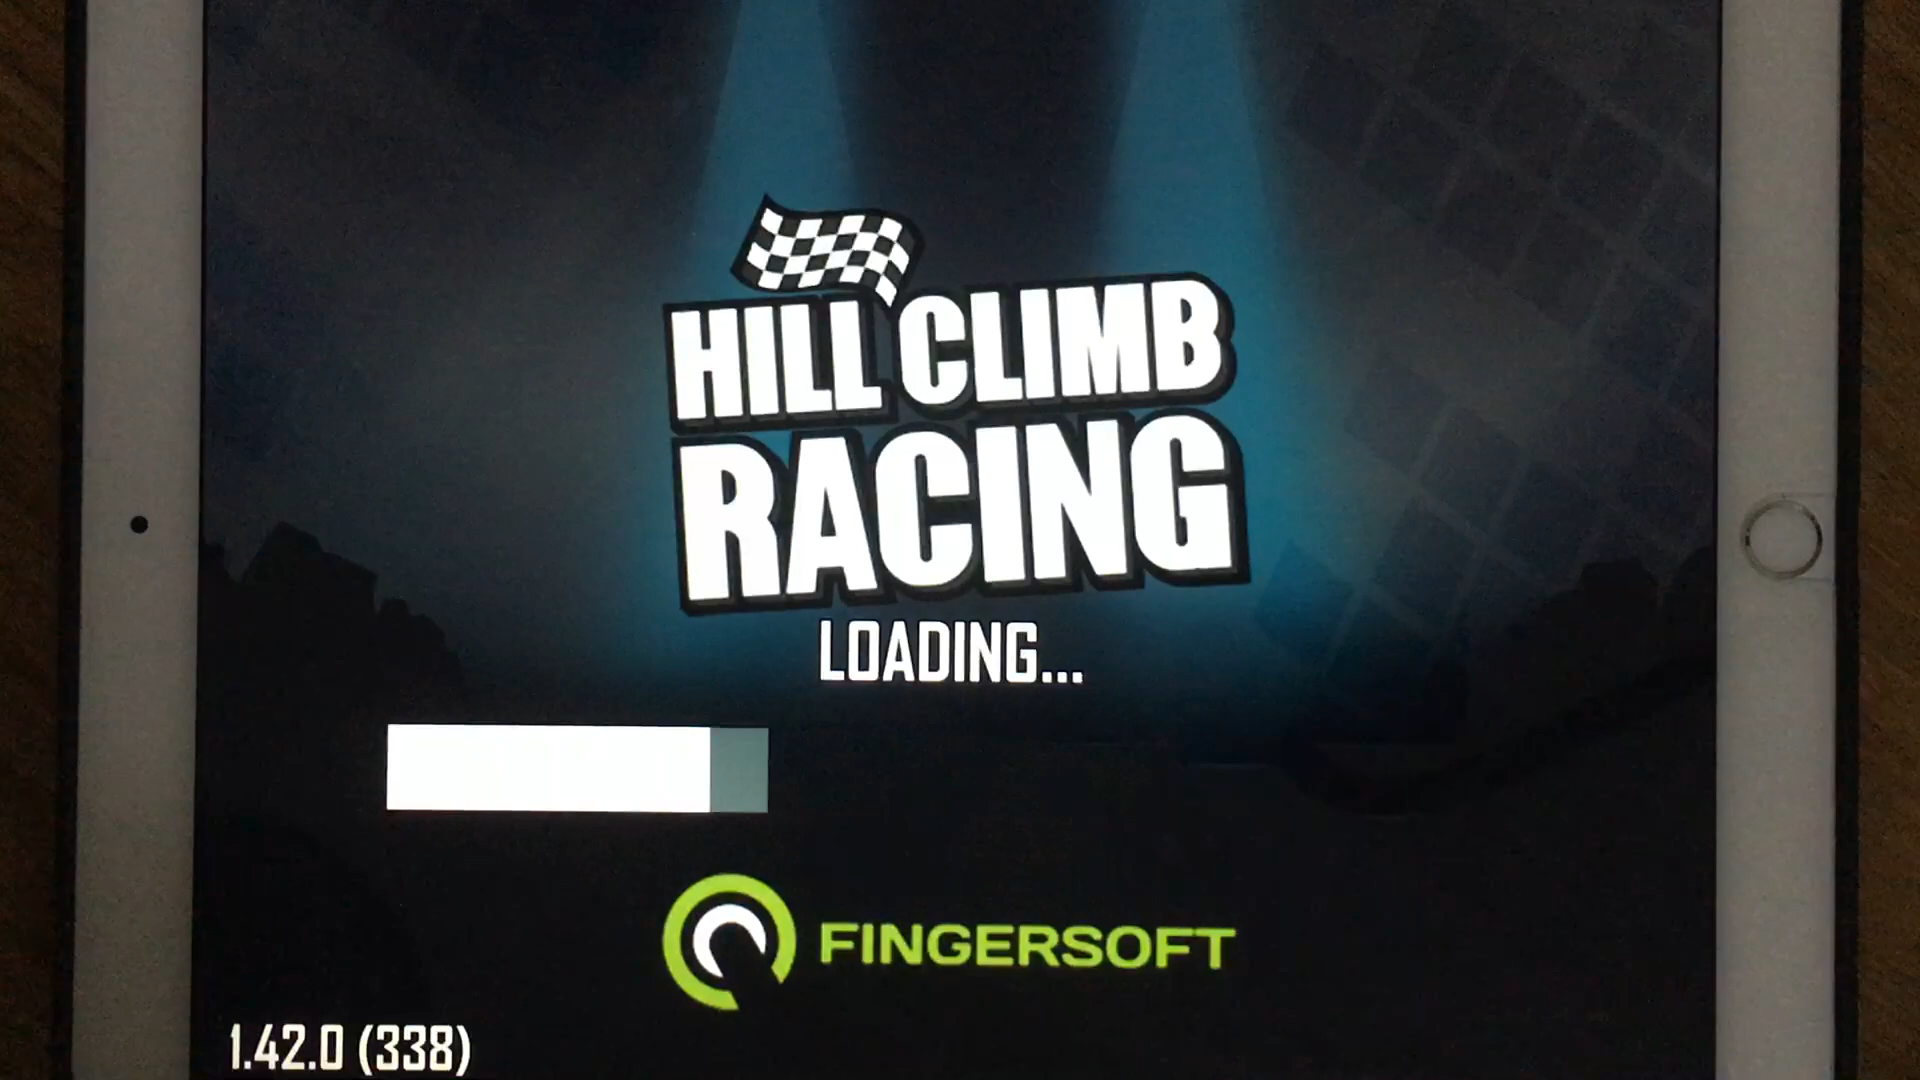 HILL CLIMB
RACING
LOADING...
FINGERSOFT
1.42.0 (338)